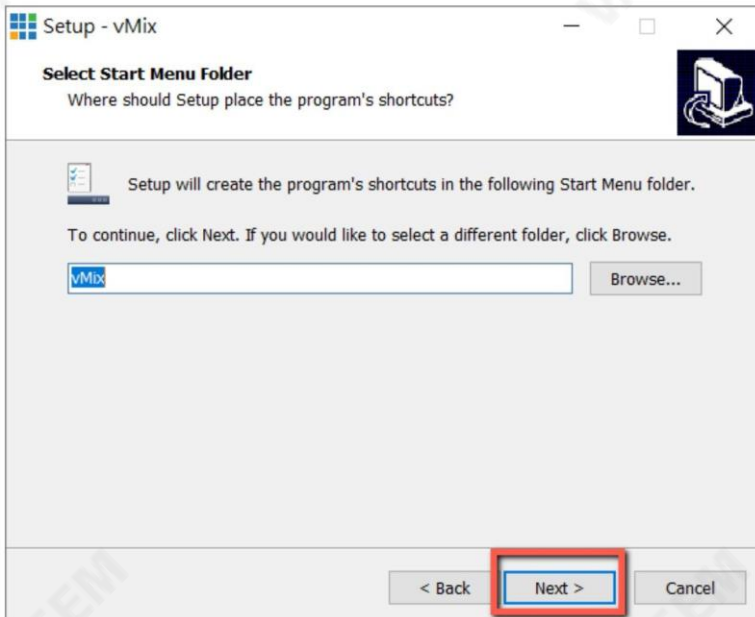 Setup - vMix
Select Start Menu Folder
Where should Setup place the program's shortcuts?
Setup will create the program's shortcuts in the following Start Menu folder.
To continue, click Next. If you would like to select a different folder, click Browse.
vMix
Browse...
< Back
Next >
Cancel